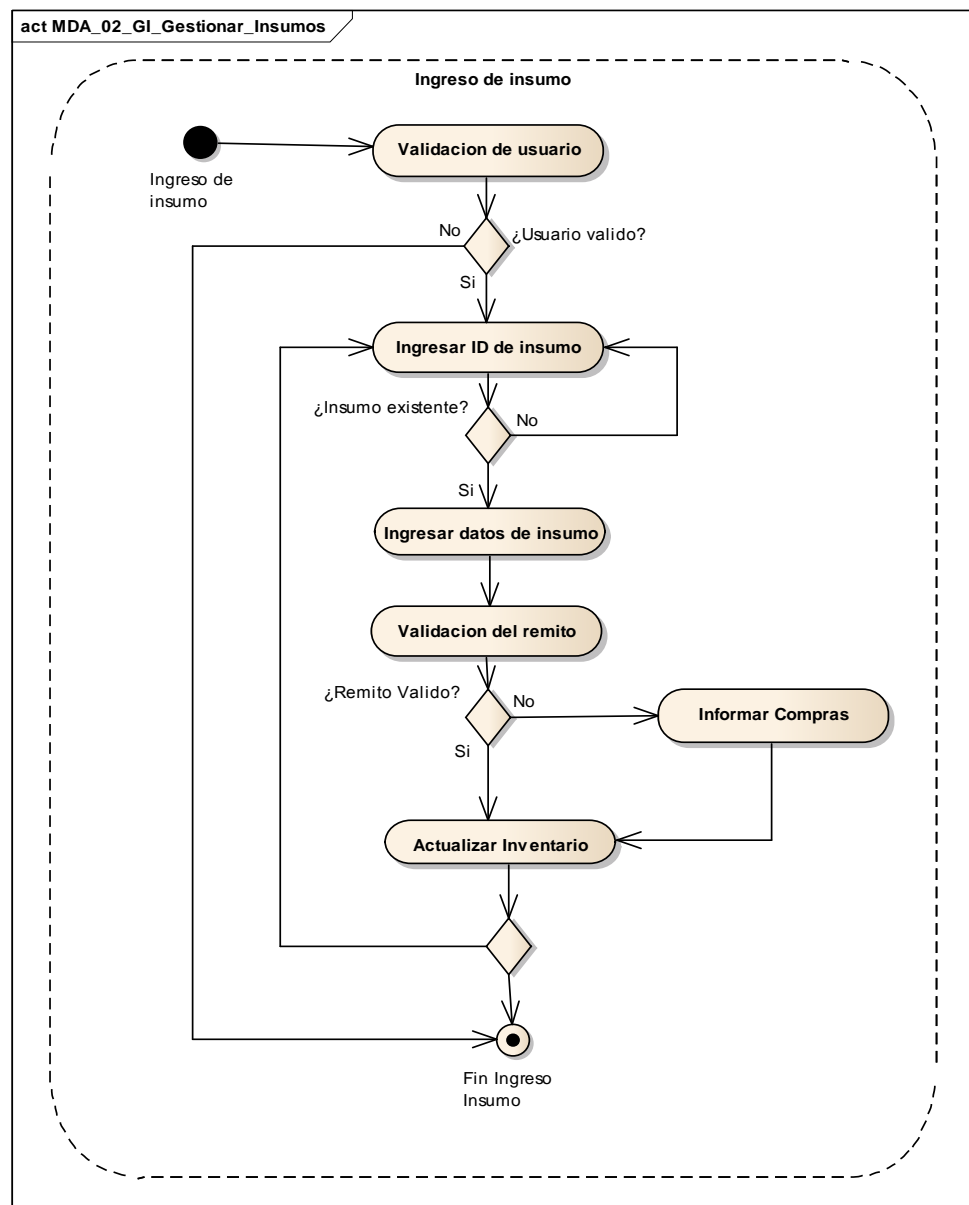 act MDA_02_GI_Gestionar_Insumos
Ingreso de insumo
Validacion de usuario
Ingreso de
insumo
No
¿Usuario valido?
Si
Ingresar ID de insumo
¿Insumo existente?
No
Si
Ingresar datos de insumo
Validacion del remito
¿Remito Valido?
No
Informar Compras
Si
Actualizar Inventario
Fin Ingreso
Insumo